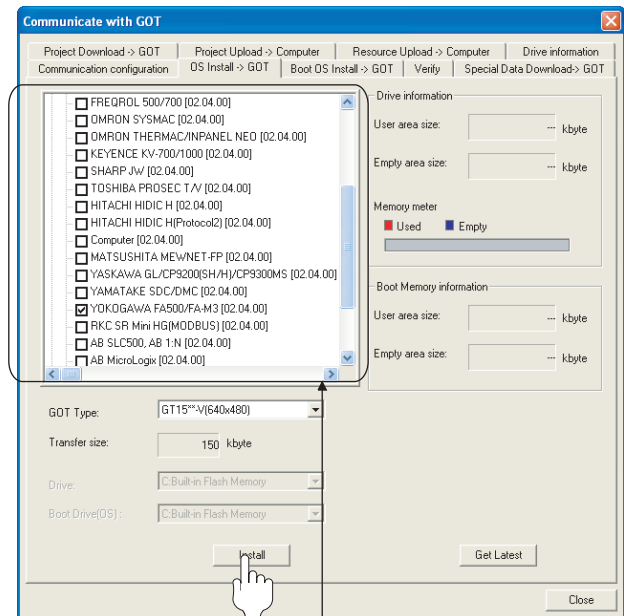 Communicate with GOT
Project Download -> GOT
Project Upload -> Computer
Resource Upload -> Computer
Drive information
Communication configuration
OS Install -> GOT
Boot OS Install -> GOT
Verify
Special Data Download-> GOT
FREQROL 500/700 [02.04.00]
OMRON SYSMAC [02.04.00]
OMRON THERMAC/INPANEL NEO [02.04.00]
KEYENCE KV-700/1000 [02.04.00]
SHARP JW [02.04.00]
TOSHIBA PROSEC T/V [02.04.00]
HITACHI HIDIC H [02.04.00]
HITACHI HIDIC H(Protocol2) [02.04.00]
Computer [02.04.00]
MATSUSHITA MEWNET-FP [02.04.00]
YASKAWA GL/CP9200(SH/H)/CP9300MS [02.04.00]
YAMATAKE SDC/DMC [02.04.00]
YOKOGAWA FA500/FA-M3 [02.04.00]
RKC SR Mini HG(MODBUS) [02.04.00]
AB SLC500, AB 1:N [02.04.00]
AB MicroLogix [02.04.00]
Drive information
User area size: --- kbyte
Empty area size: --- kbyte
Memory meter
Used Empty
Boot Memory information
User area size: --- kbyte
Empty area size: --- kbyte
GOT Type: GT15**-V(640x480)
Transfer size: 150 kbyte
Drive: C:Built-in Flash Memory
Boot Drive(OS) : C:Built-in Flash Memory
Install
Get Latest
Close